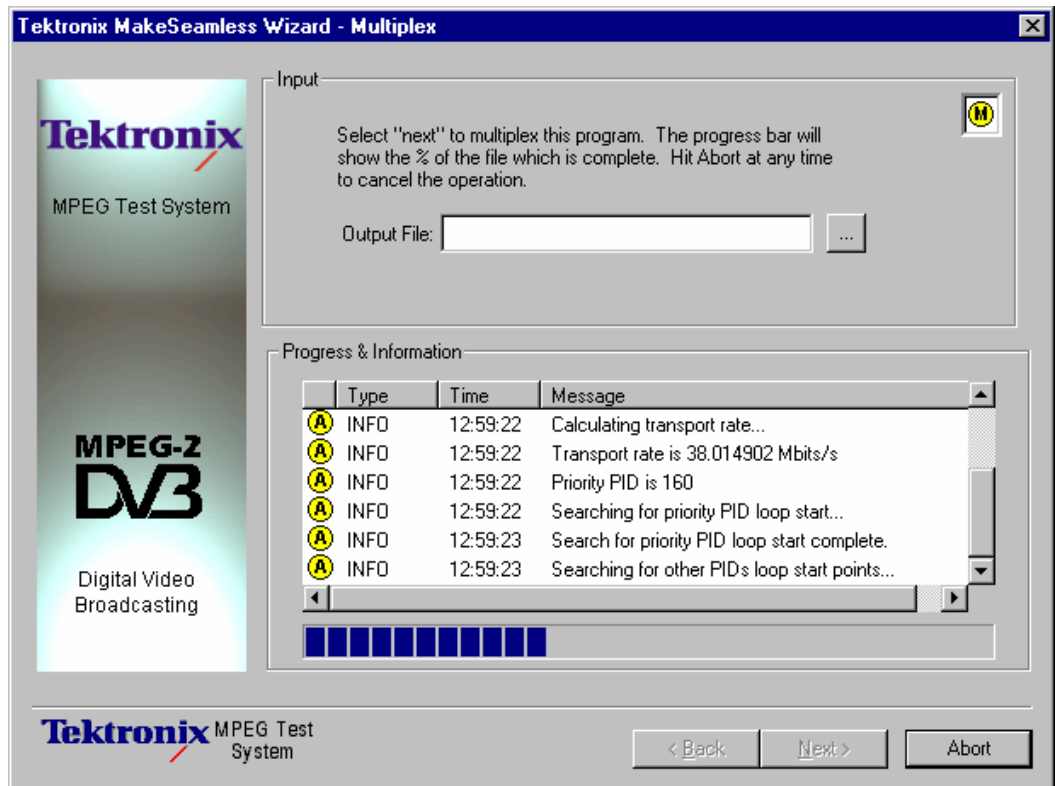 Tektronix MakeSeamless Wizard - Multiplex
Tektronix
MPEG Test System
MPEG-2
DVB
Digital Video
Broadcasting
Input
M
Select "next" to multiplex this program. The progress bar will
show the % of the file which is complete. Hit Abort at any time
to cancel the operation.
Output File:
...
Progress & Information
Type Time Message
A INFO 12:59:22 Calculating transport rate...
A INFO 12:59:22 Transport rate is 38.014902 Mbits/s
A INFO 12:59:22 Priority PID is 160
A INFO 12:59:22 Searching for priority PID loop start...
A INFO 12:59:23 Search for priority PID loop start complete.
A INFO 12:59:23 Searching for other PIDs loop start points...
Tektronix MPEG Test
System
< Back Next > Abort